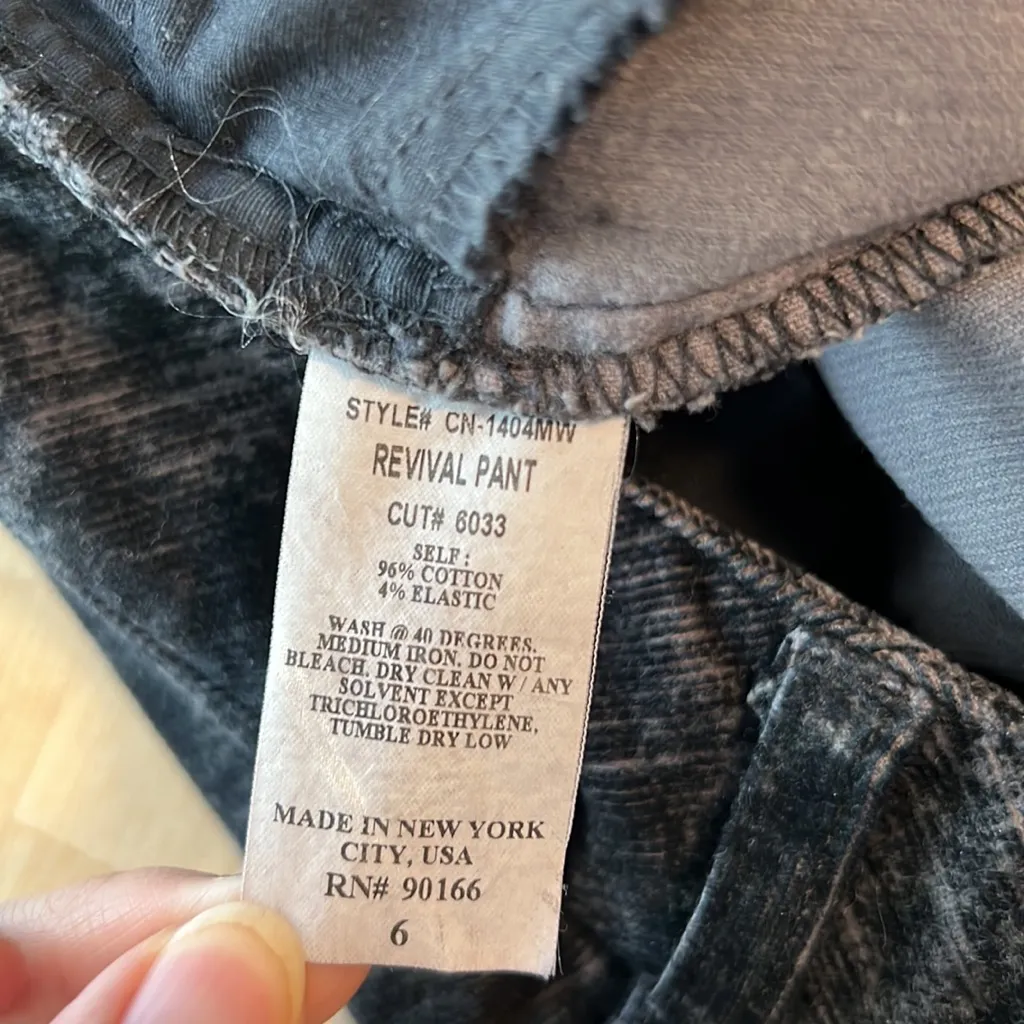 STYLE# CN-1404MW
REVIVAL PANT
CUT# 6033
SELF:
96% COTTON
4% ELASTIC
WASH @ 40 DEGREES.
MEDIUM IRON. DO NOT
BLEACH. DRY CLEAN W/ANY
SOLVENT EXCEPT
TRICHLOROETHYLENE,
TUMBLE DRY LOW
MADE IN NEW YORK
CITY, USA
RN# 90166
6